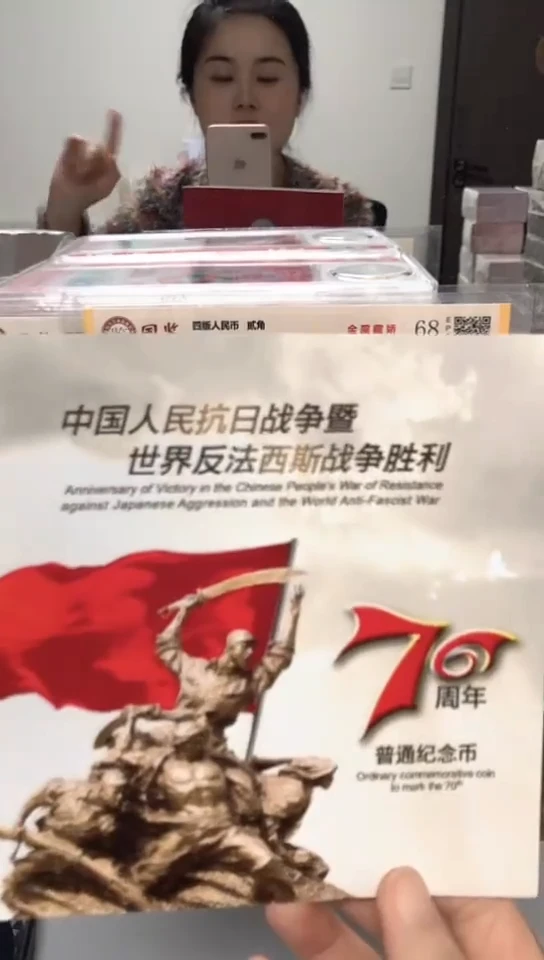 四版人民币 贰角
68
中国人民抗日战争暨
世界反法西斯战争胜利
Anniversary of Victory in the Chinese People's War of Resistance
against Japanese Aggression and the World Anti-Fascist War
70
周年
普通纪念币
Ordinary commemorative coin
to mark the 70th